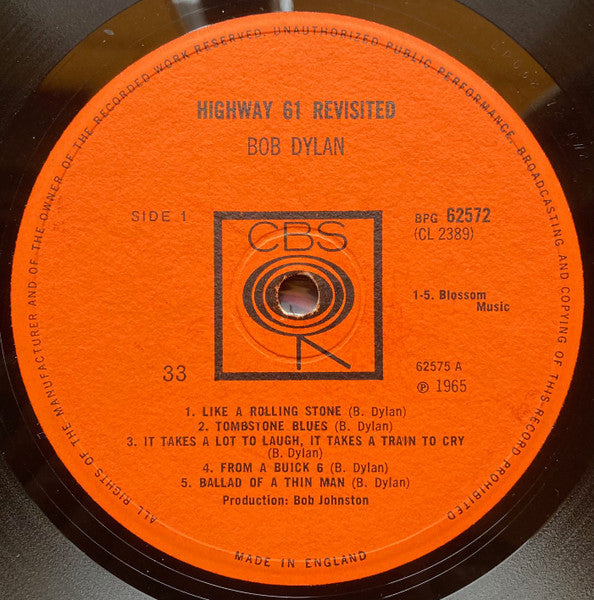 ALL RIGHTS OF THE MANUFACTURER AND OF THE OWNER OF THE RECORDED WORK RESERVED. UNAUTHORIZED PUBLIC PERFORMANCE, BROADCASTING AND COPYING OF THIS RECORD PROHIBITED
HIGHWAY 61 REVISITED
BOB DYLAN
SIDE 1
CBS
BPG 62572
(CL 2389)
1-5. Blossom
Music
33
62575 A
℗ 1965
1. LIKE A ROLLING STONE (B. Dylan)
2. TOMBSTONE BLUES (B. Dylan)
3. IT TAKES A LOT TO LAUGH, IT TAKES A TRAIN TO CRY
(B. Dylan)
4. FROM A BUICK 6 (B. Dylan)
5. BALLAD OF A THIN MAN (B. Dylan)
Production: Bob Johnston
MADE IN ENGLAND